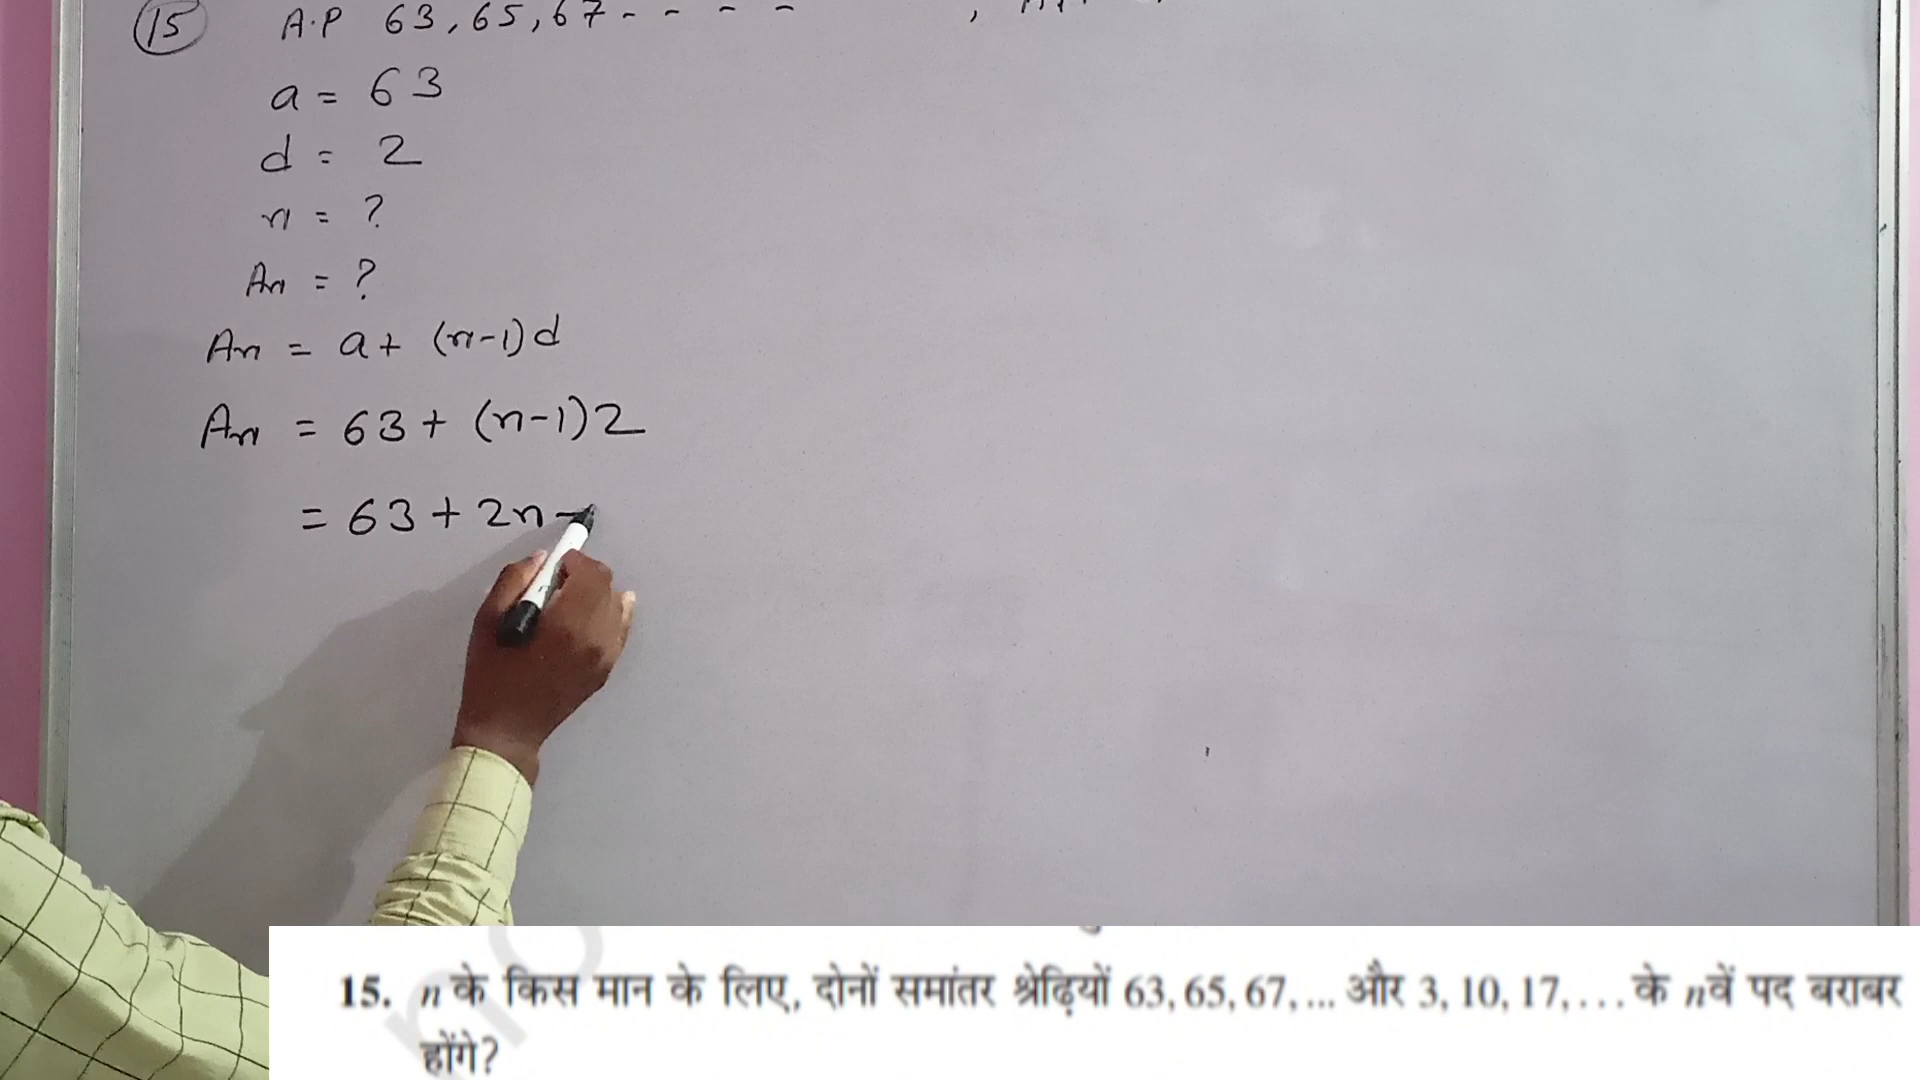 15 A.P 63, 65, 67 - - - - ,
a = 63
d = 2
n = ?
An = ?
An = a + (n-1)d
An = 63 + (n-1)2
= 63 + 2n -
15. n के किस मान के लिए, दोनों समांतर श्रेढ़ियों 63, 65, 67, ... और 3, 10, 17, . . . के nवें पद बराबर
होंगे?